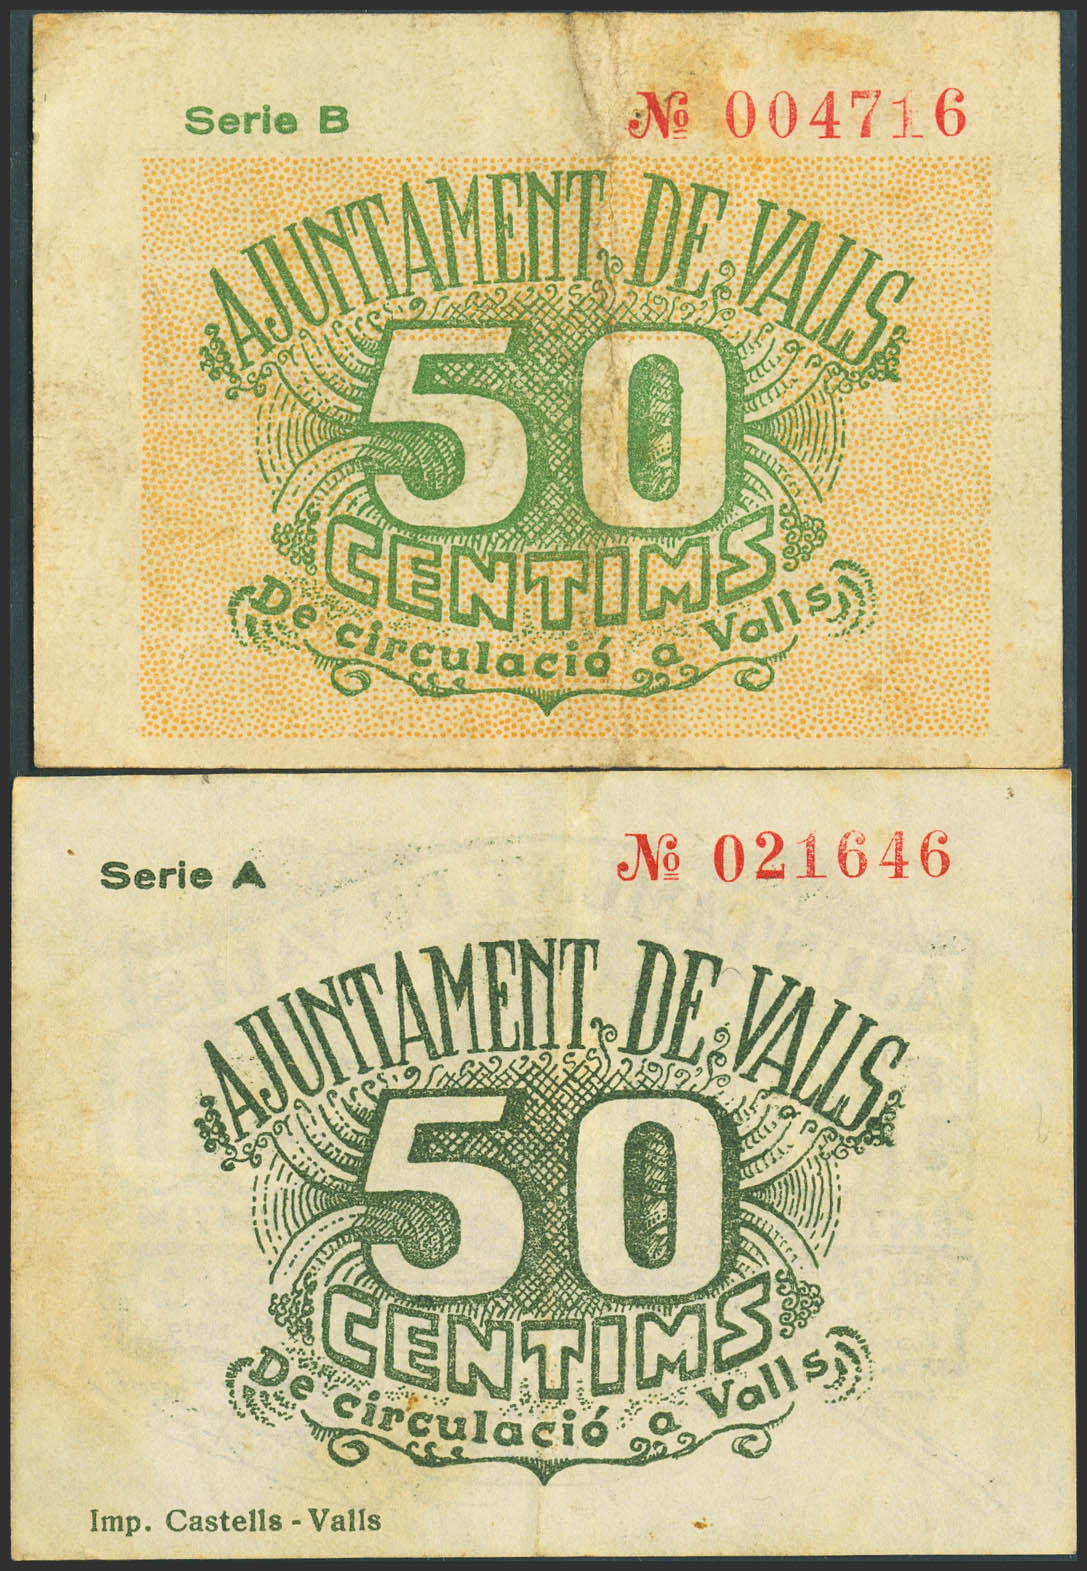 Serie B
№ 004716
AJUNTAMENT DE VALLS
50
CENTIMS
De circulació a Valls
Serie A
№ 021646
AJUNTAMENT DE VALLS
50
CENTIMS
De circulació a Valls
Imp. Castells - Valls